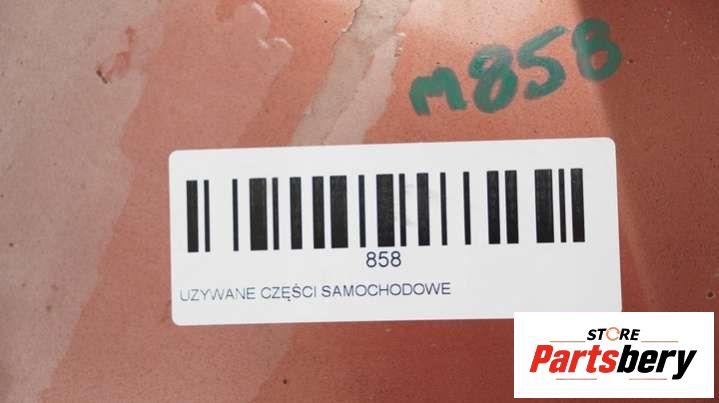 M858
858
UZYWANE CZĘŚCI SAMOCHODOWE
STORE
Partsbery